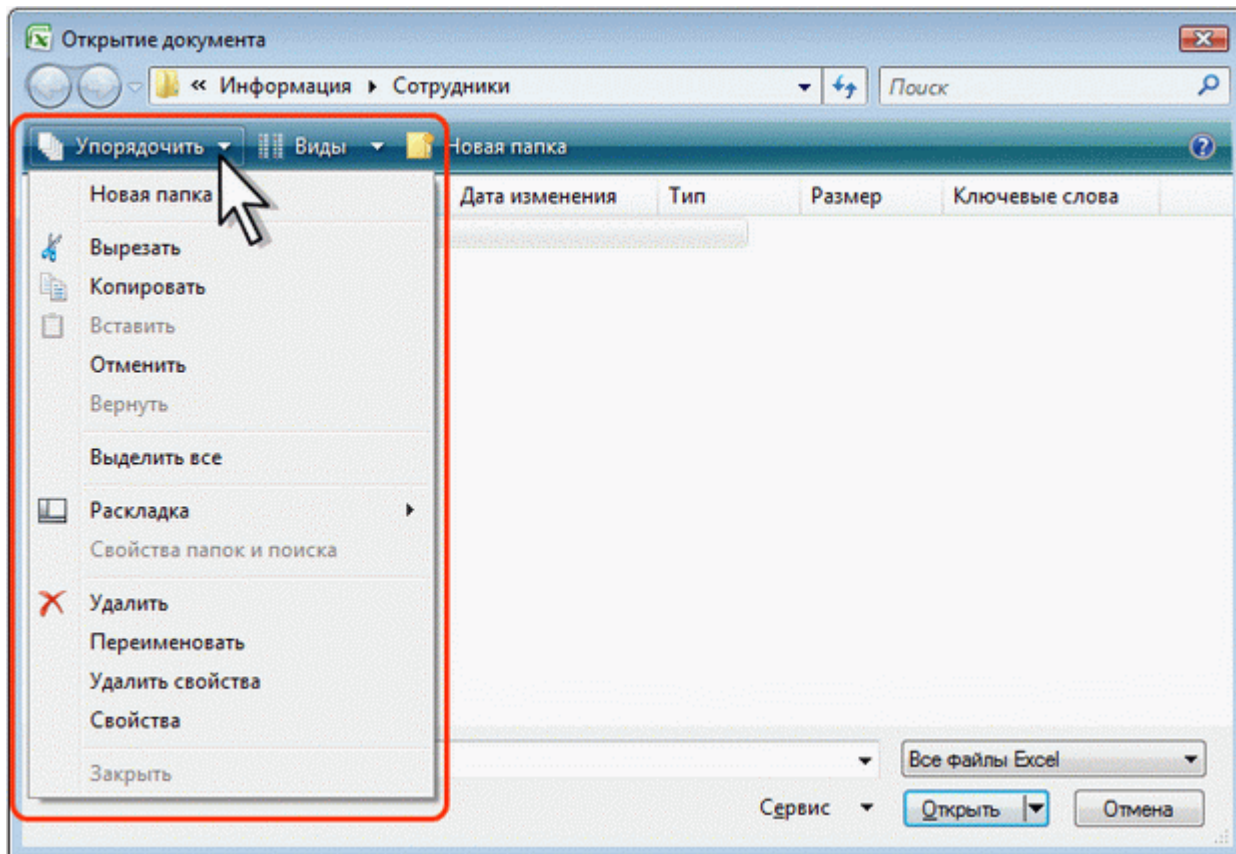 Открытие документа
« Информация Сотрудники
Поиск
Упорядочить Виды Новая папка
Новая папка Дата изменения Тип Размер Ключевые слова
Вырезать
Копировать
Вставить
Отменить
Вернуть
Выделить все
Раскладка
Свойства папок и поиска
Удалить
Переименовать
Удалить свойства
Свойства
Закрыть
Все файлы Excel
Сервис Открыть Отмена